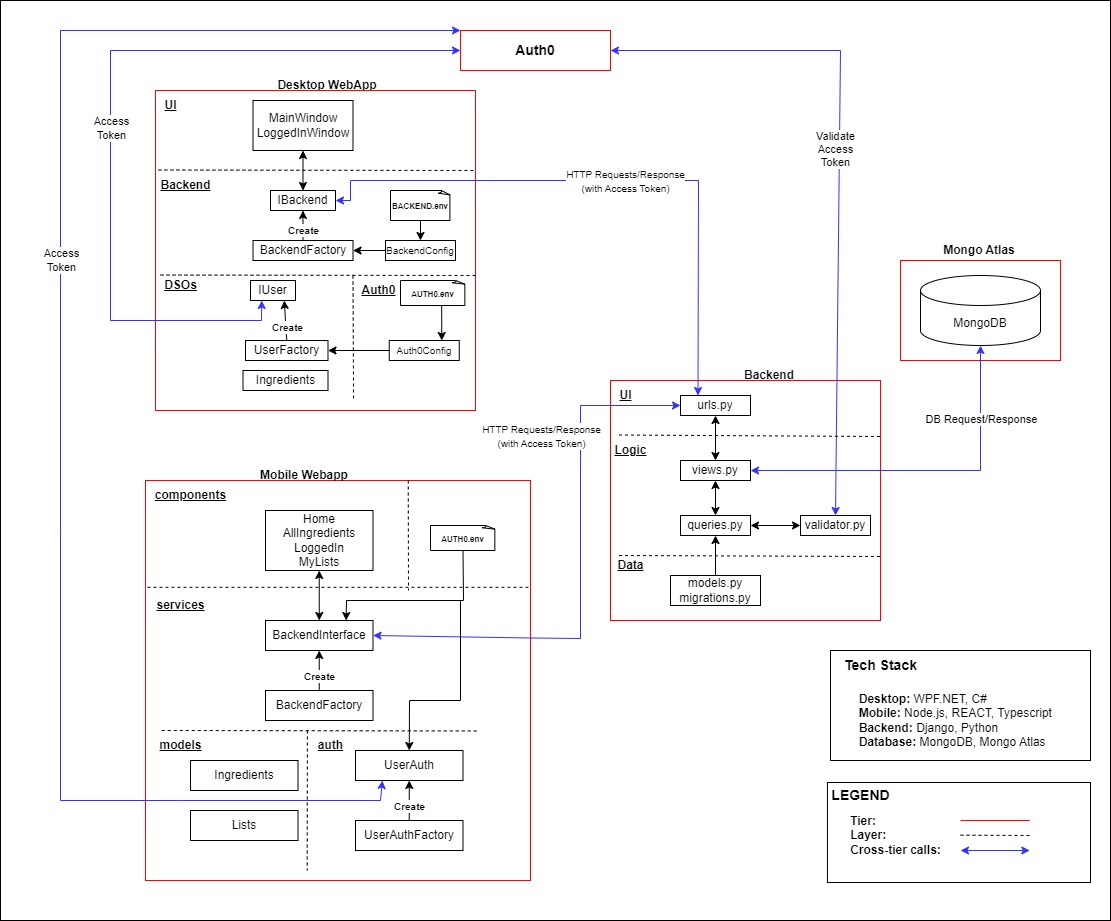 Auth0
Desktop WebApp
UI
MainWindow
LoggedInWindow
Access
Token
Validate
Access
Token
Backend
IBackend
HTTP Requests/Response
(with Access Token)
BACKEND.env
Create
BackendFactory
BackendConfig
Access
Token
Mongo Atlas
MongoDB
DSOs
IUser
Auth0
AUTH0.env
Create
UserFactory
Auth0Config
Ingredients
Backend
UI
urls.py
HTTP Requests/Response
(with Access Token)
DB Request/Response
Logic
views.py
queries.py
validator.py
Data
models.py
migrations.py
Mobile Webapp
components
Home
AllIngredients
LoggedIn
MyLists
AUTH0.env
services
BackendInterface
Create
BackendFactory
models
auth
Ingredients
UserAuth
Create
Lists
UserAuthFactory
Tech Stack
Desktop: WPF.NET, C#
Mobile: Node.js, REACT, Typescript
Backend: Django, Python
Database: MongoDB, Mongo Atlas
LEGEND
Tier:
Layer:
Cross-tier calls: